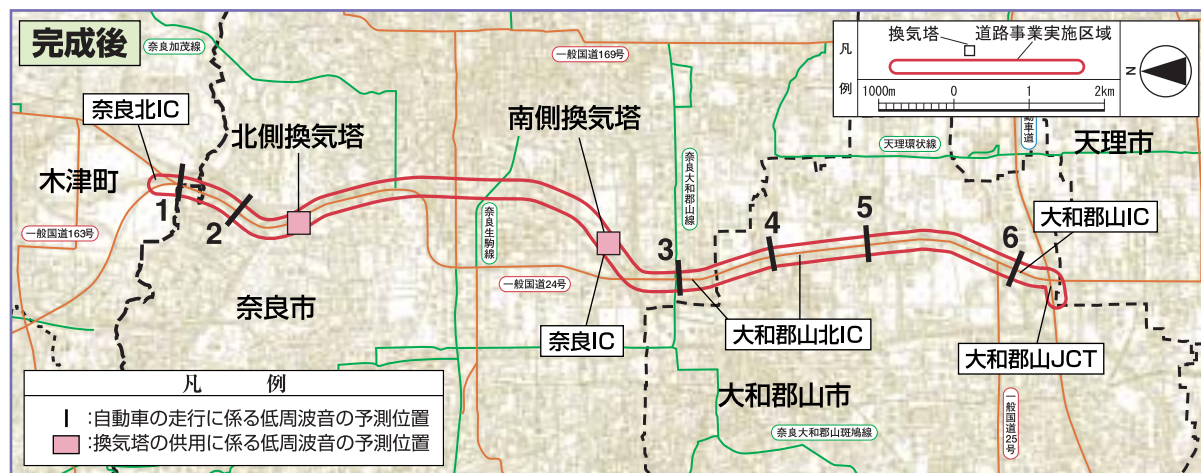 完成後
奈良加茂線
一般国道169号
凡
例
換気塔
道路事業実施区域
1000m 0 1 2km
N
奈良北IC
北側換気塔
南側換気塔
動車道
天理市
天理環状線
木津町
奈良大和郡山線
大和郡山IC
1
2
3
4
5
6
一般国道163号
奈良生駒線
一般国道24号
奈良市
奈良IC
大和郡山北IC
大和郡山JCT
大和郡山市
一般国道25号
奈良大和郡山斑鳩線
凡 例
:自動車の走行に係る低周波音の予測位置
:換気塔の供用に係る低周波音の予測位置